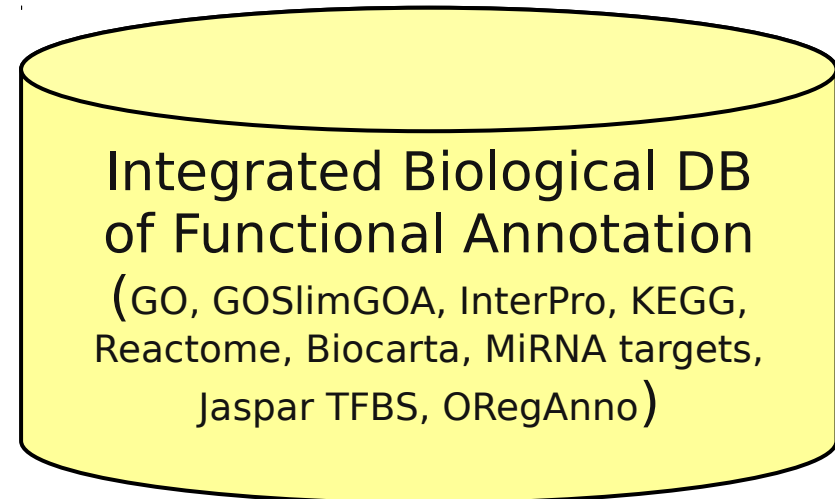 Integrated Biological DB
of Functional Annotation
(GO, GOSlimGOA, InterPro, KEGG,
Reactome, Biocarta, MiRNA targets,
Jaspar TFBS, ORegAnno)